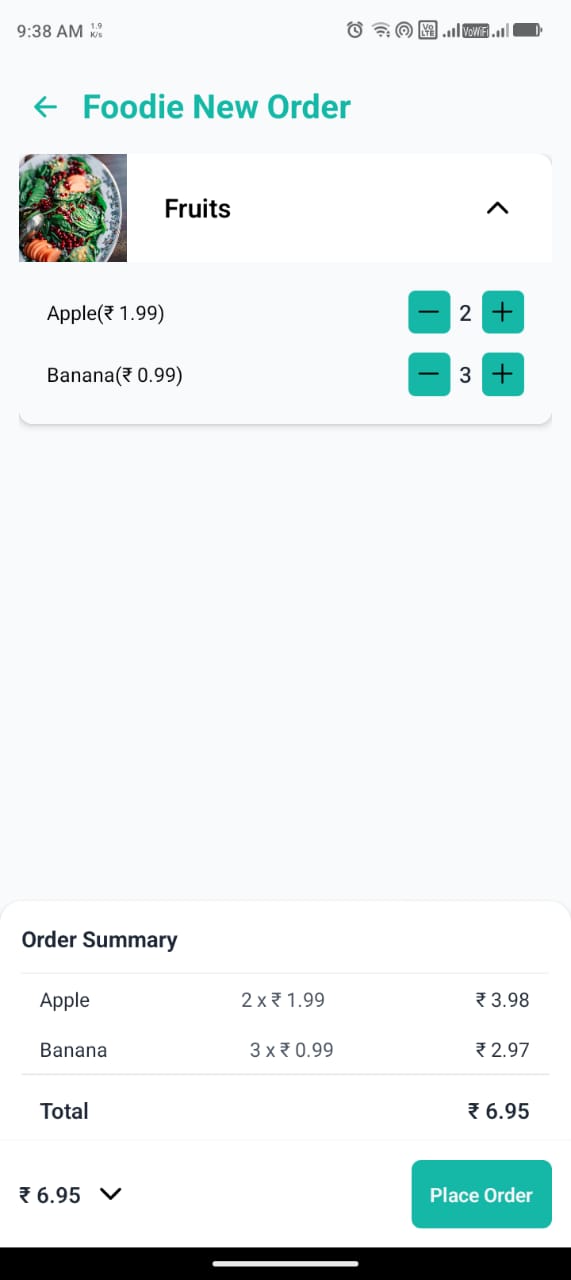 9:38 AM 1.9 K/s Vo LTE VoWiFi
Foodie New Order
Fruits
Apple(₹ 1.99) 2
Banana(₹ 0.99) 3
Order Summary
Apple 2 x ₹ 1.99 ₹ 3.98
Banana 3 x ₹ 0.99 ₹ 2.97
Total ₹ 6.95
₹ 6.95 Place Order